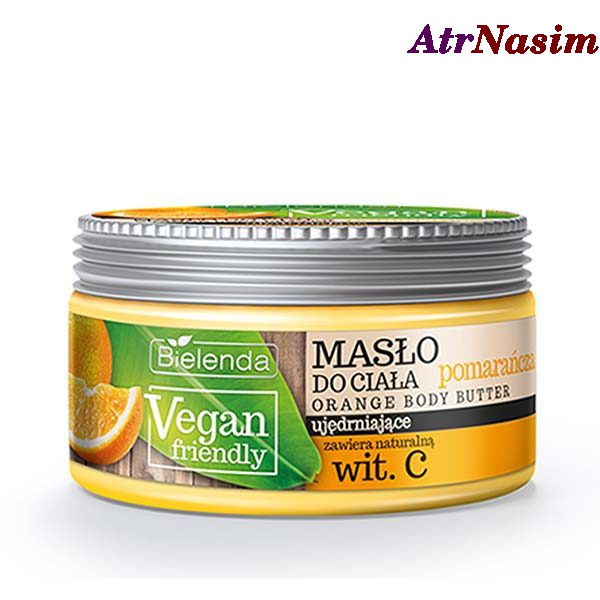 AtrNasim
Bielenda
Vegan
friendly
MASŁO
DO CIAŁA
pomarańcza
ORANGE BODY BUTTER
ujędrniające
zawiera naturalną
wit. C